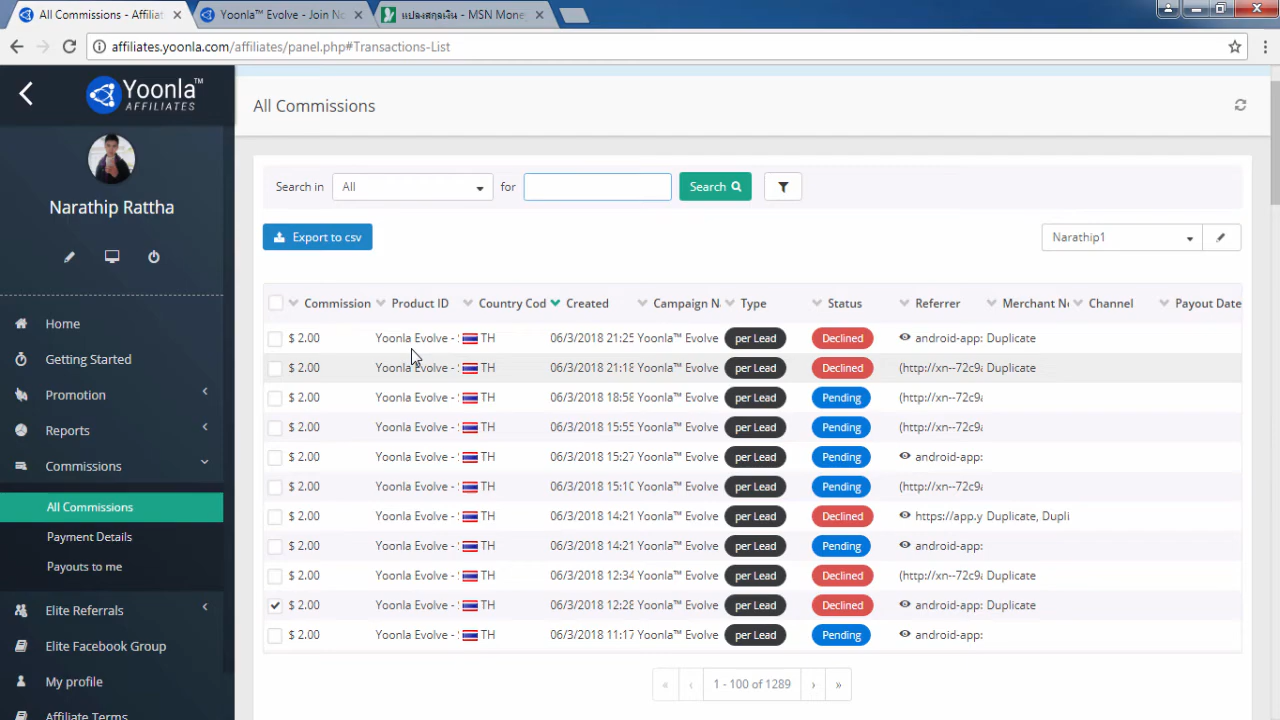 All Commissions - Affiliat
Yoonla™ Evolve - Join No
แปลงสกุลเงิน - MSN Mone
affiliates.yoonla.com/affiliates/panel.php#Transactions-List
Yoonla™
AFFILIATES
Narathip Rattha
Home
Getting Started
Promotion
Reports
Commissions
All Commissions
Payment Details
Payouts to me
Elite Referrals
Elite Facebook Group
My profile
Affiliate Terms
All Commissions
Search in All for Search
Export to csv
Narathip1
Commission Product ID Country Cod Created Campaign N. Type Status Referrer Merchant No Channel Payout Date
$ 2.00 Yoonla Evolve - TH 06/3/2018 21:25 Yoonla™ Evolve per Lead Declined android-app: Duplicate
$ 2.00 Yoonla Evolve - TH 06/3/2018 21:18 Yoonla™ Evolve per Lead Declined (http://xn--72c9a Duplicate
$ 2.00 Yoonla Evolve - TH 06/3/2018 18:58 Yoonla™ Evolve per Lead Pending (http://xn--72c9a
$ 2.00 Yoonla Evolve - TH 06/3/2018 15:55 Yoonla™ Evolve per Lead Pending (http://xn--72c9a
$ 2.00 Yoonla Evolve - TH 06/3/2018 15:27 Yoonla™ Evolve per Lead Pending android-app:
$ 2.00 Yoonla Evolve - TH 06/3/2018 15:10 Yoonla™ Evolve per Lead Pending (http://xn--72c9a
$ 2.00 Yoonla Evolve - TH 06/3/2018 14:21 Yoonla™ Evolve per Lead Declined https://app.y Duplicate, Dupli
$ 2.00 Yoonla Evolve - TH 06/3/2018 14:21 Yoonla™ Evolve per Lead Pending android-app:
$ 2.00 Yoonla Evolve - TH 06/3/2018 12:34 Yoonla™ Evolve per Lead Declined (http://xn--72c9a Duplicate
$ 2.00 Yoonla Evolve - TH 06/3/2018 12:28 Yoonla™ Evolve per Lead Declined android-app: Duplicate
$ 2.00 Yoonla Evolve - TH 06/3/2018 11:17 Yoonla™ Evolve per Lead Pending android-app:
« ‹ 1 - 100 of 1289 › »